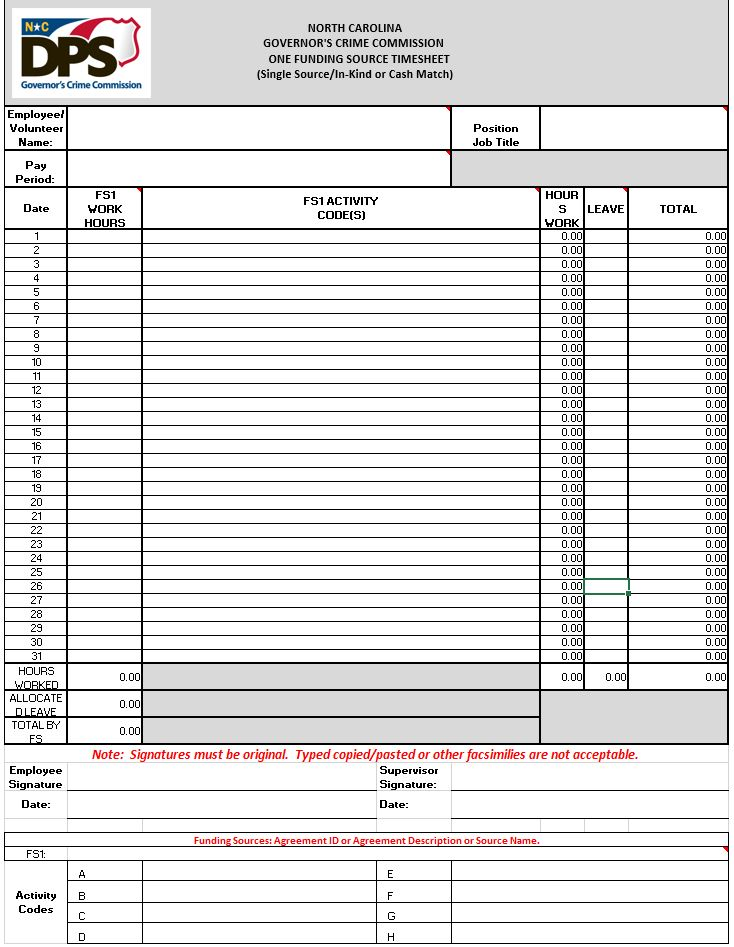 N★C
DPS
Governor's Crime Commission
NORTH CAROLINA
GOVERNOR'S CRIME COMMISSION
ONE FUNDING SOURCE TIMESHEET
(Single Source/In-Kind or Cash Match)
Employee/
Volunteer
Name:
Position
Job Title
Pay
Period:
Date
FS1
WORK
HOURS
FS1 ACTIVITY
CODE(S)
HOUR
S
WORK
LEAVE
TOTAL
1 0.00 0.00
2 0.00 0.00
3 0.00 0.00
4 0.00 0.00
5 0.00 0.00
6 0.00 0.00
7 0.00 0.00
8 0.00 0.00
9 0.00 0.00
10 0.00 0.00
11 0.00 0.00
12 0.00 0.00
13 0.00 0.00
14 0.00 0.00
15 0.00 0.00
16 0.00 0.00
17 0.00 0.00
18 0.00 0.00
19 0.00 0.00
20 0.00 0.00
21 0.00 0.00
22 0.00 0.00
23 0.00 0.00
24 0.00 0.00
25 0.00 0.00
26 0.00 0.00
27 0.00 0.00
28 0.00 0.00
29 0.00 0.00
30 0.00 0.00
31 0.00 0.00
HOURS
WORKED
0.00 0.00 0.00 0.00
ALLOCATE
D LEAVE
0.00
TOTAL BY
FS
0.00
Note: Signatures must be original. Typed copied/pasted or other facsimilies are not acceptable.
Employee
Signature
Supervisor
Signature:
Date:
Date:
Funding Sources: Agreement ID or Agreement Description or Source Name.
FS1:
Activity
Codes
A E
B F
C G
D H